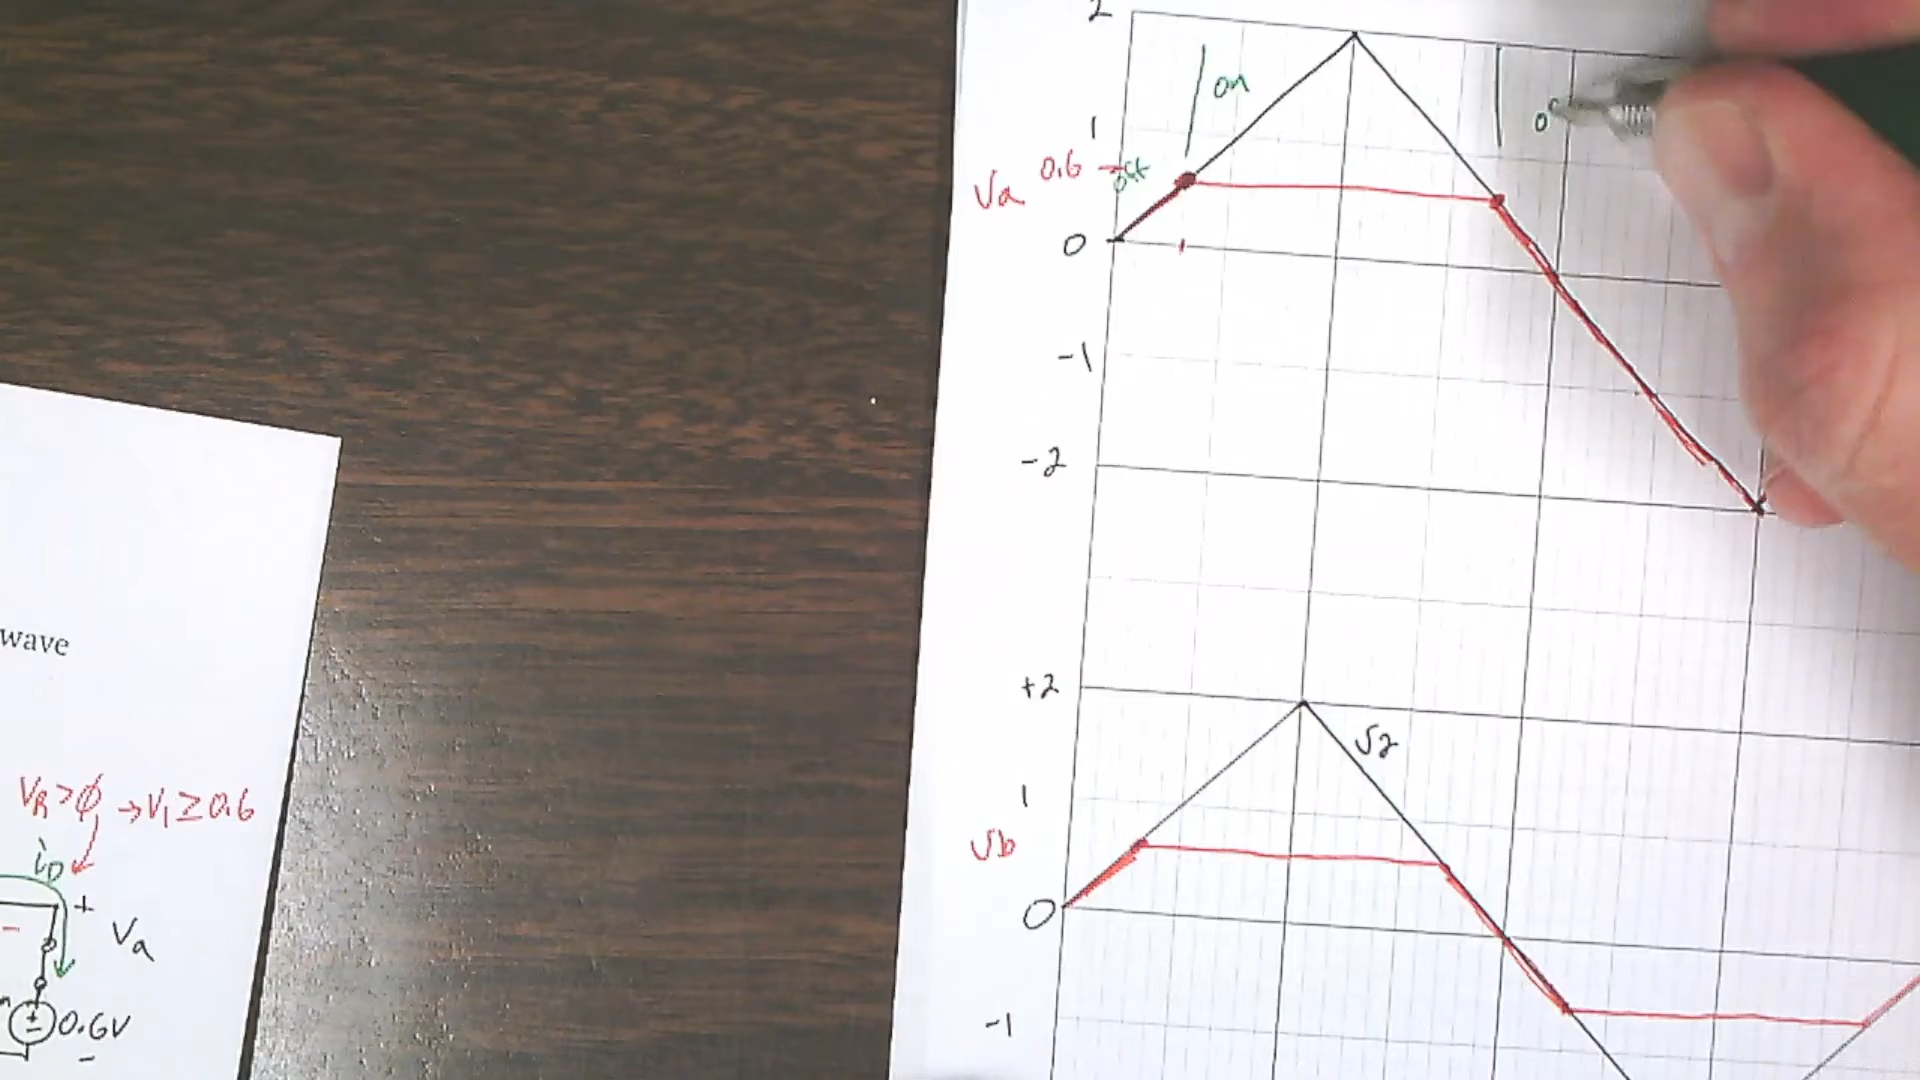 wave
VR>ϕ →V1≥0.6
iD
+
Va
-
+
-
0.6V
-
2
on
1
0.6 →
off
Va
0
-1
-2
+2
v2
1
vb
0
-1